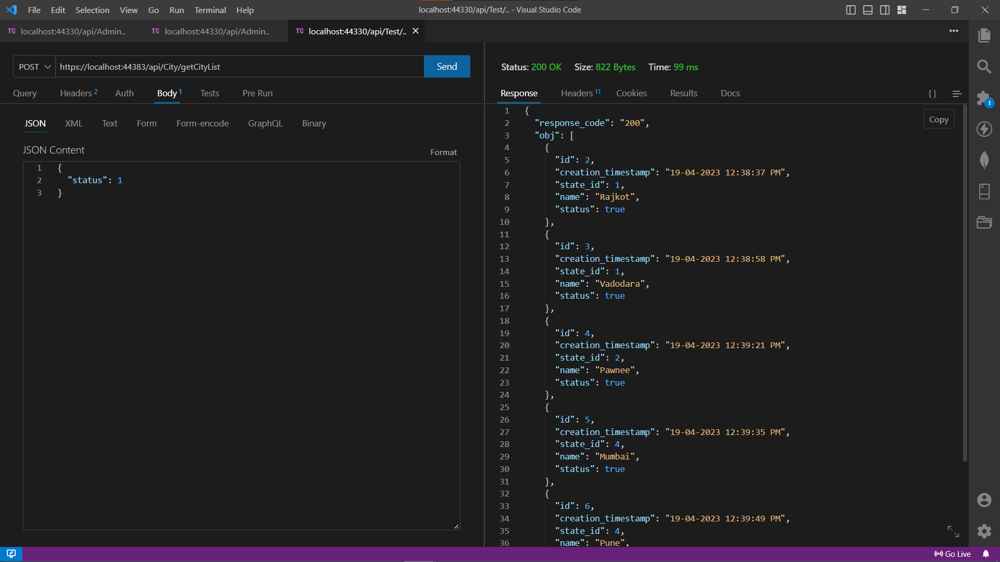 File Edit Selection View Go Run Terminal Help
localhost:44330/api/Test/.. - Visual Studio Code
TC localhost:44330/api/Admin..
TC localhost:44330/api/Admin..
TC localhost:44330/api/Test/..
POST
https://localhost:44383/api/City/getCityList
Send
Query Headers 2 Auth Body 1 Tests Pre Run
JSON XML Text Form Form-encode GraphQL Binary
JSON Content
Format
1 {
2 "status": 1
3 }
Status: 200 OK Size: 822 Bytes Time: 99 ms
Response Headers 11 Cookies Results Docs
{ }
Copy
1 {
2 "response_code": "200",
3 "obj": [
4 {
5 "id": 2,
6 "creation_timestamp": "19-04-2023 12:38:37 PM",
7 "state_id": 1,
8 "name": "Rajkot",
9 "status": true
10 },
11 {
12 "id": 3,
13 "creation_timestamp": "19-04-2023 12:38:58 PM",
14 "state_id": 1,
15 "name": "Vadodara",
16 "status": true
17 },
18 {
19 "id": 4,
20 "creation_timestamp": "19-04-2023 12:39:21 PM",
21 "state_id": 2,
22 "name": "Pawnee",
23 "status": true
24 },
25 {
26 "id": 5,
27 "creation_timestamp": "19-04-2023 12:39:35 PM",
28 "state_id": 4,
29 "name": "Mumbai",
30 "status": true
31 },
32 {
33 "id": 6,
34 "creation_timestamp": "19-04-2023 12:39:49 PM",
35 "state_id": 4,
36 "name": "Pune",
1
Go Live